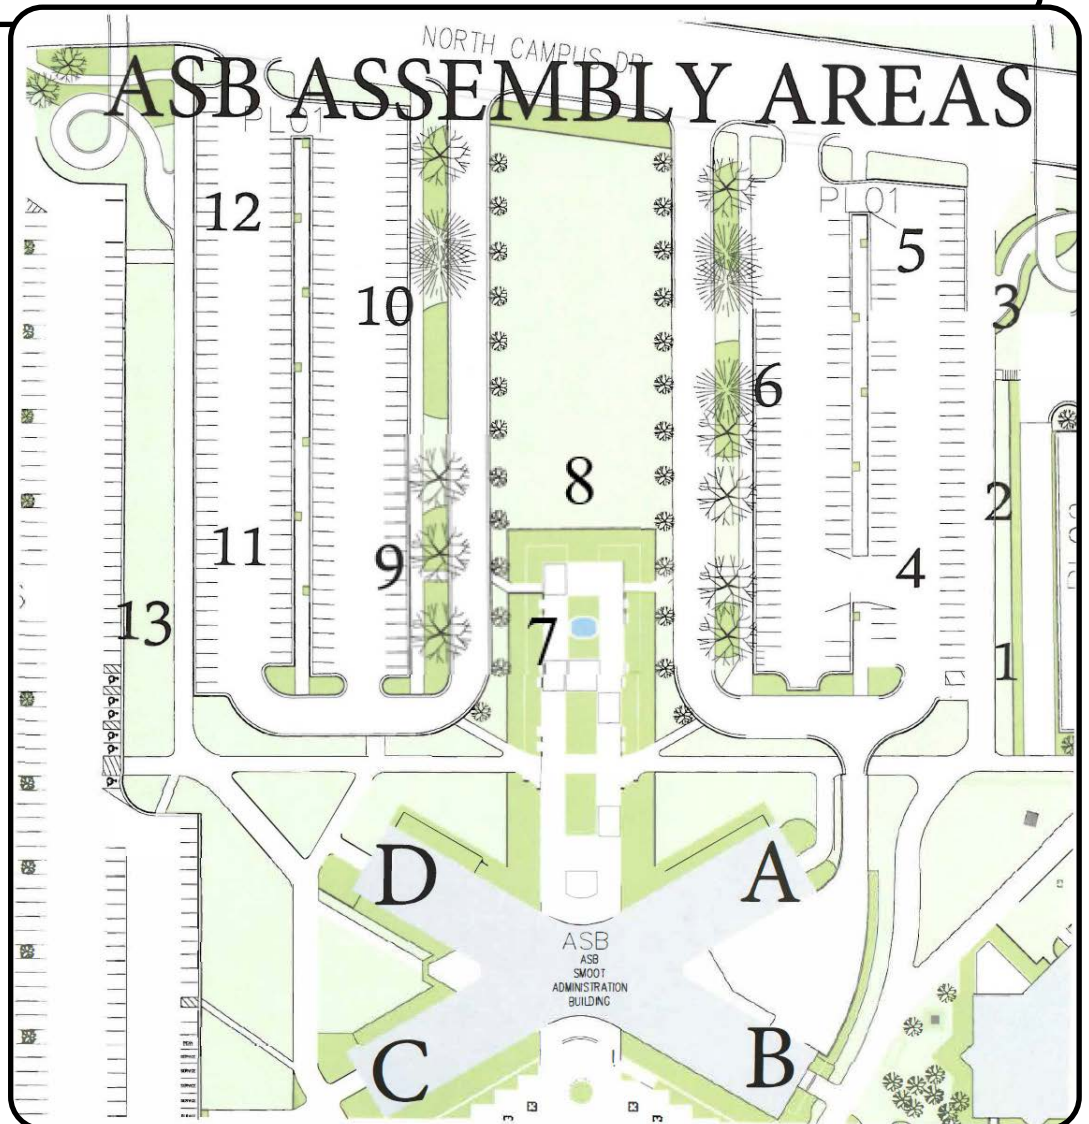 NORTH CAMPUS DR
ASB ASSEMBLY AREAS
PL01
PL01
12
5
10
3
6
8
2
11
9
4
13
7
1
D
A
ASB
ASB
SMOOT
ADMINISTRATION
BUILDING
C
B